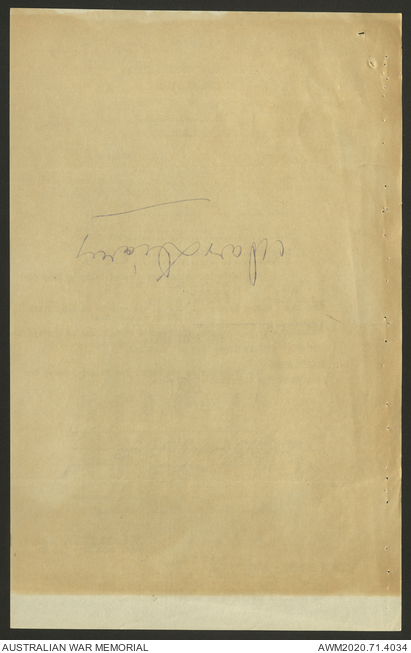 War Diary
AUSTRALIAN WAR MEMORIAL
AWM2020.71.4034